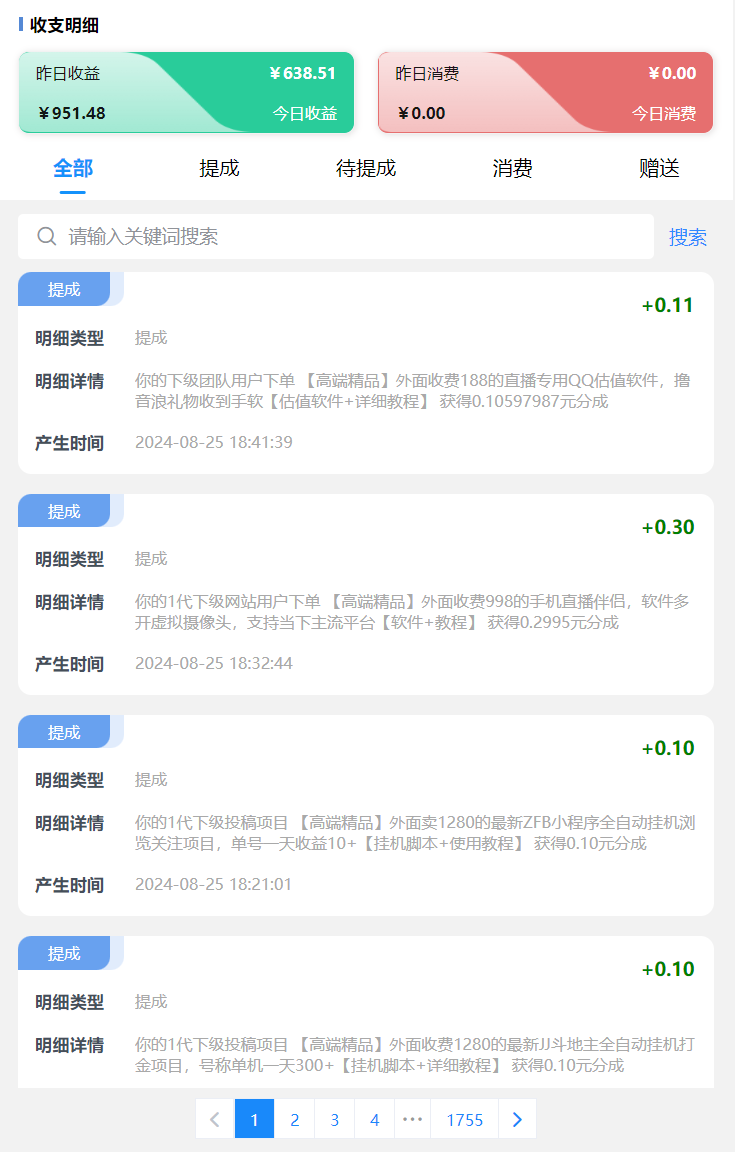 收支明细
昨日收益 ¥638.51
¥951.48 今日收益
昨日消费 ¥0.00
¥0.00 今日消费
全部 提成 待提成 消费 赠送
请输入关键词搜索 搜索
提成
+0.11
明细类型 提成
明细详情 你的下级团队用户下单 【高端精品】外面收费188的直播专用QQ估值软件，撸
音浪礼物收到手软【估值软件+详细教程】 获得0.10597987元分成
产生时间 2024-08-25 18:41:39
提成
+0.30
明细类型 提成
明细详情 你的1代下级网站用户下单 【高端精品】外面收费998的手机直播伴侣，软件多
开虚拟摄像头，支持当下主流平台【软件+教程】 获得0.2995元分成
产生时间 2024-08-25 18:32:44
提成
+0.10
明细类型 提成
明细详情 你的1代下级投稿项目 【高端精品】外面卖1280的最新ZFB小程序全自动挂机浏
览关注项目，单号一天收益10+【挂机脚本+使用教程】 获得0.10元分成
产生时间 2024-08-25 18:21:01
提成
+0.10
明细类型 提成
明细详情 你的1代下级投稿项目 【高端精品】外面收费1280的最新JJ斗地主全自动挂机打
金项目，号称单机一天300+【挂机脚本+详细教程】 获得0.10元分成
1 2 3 4 ••• 1755